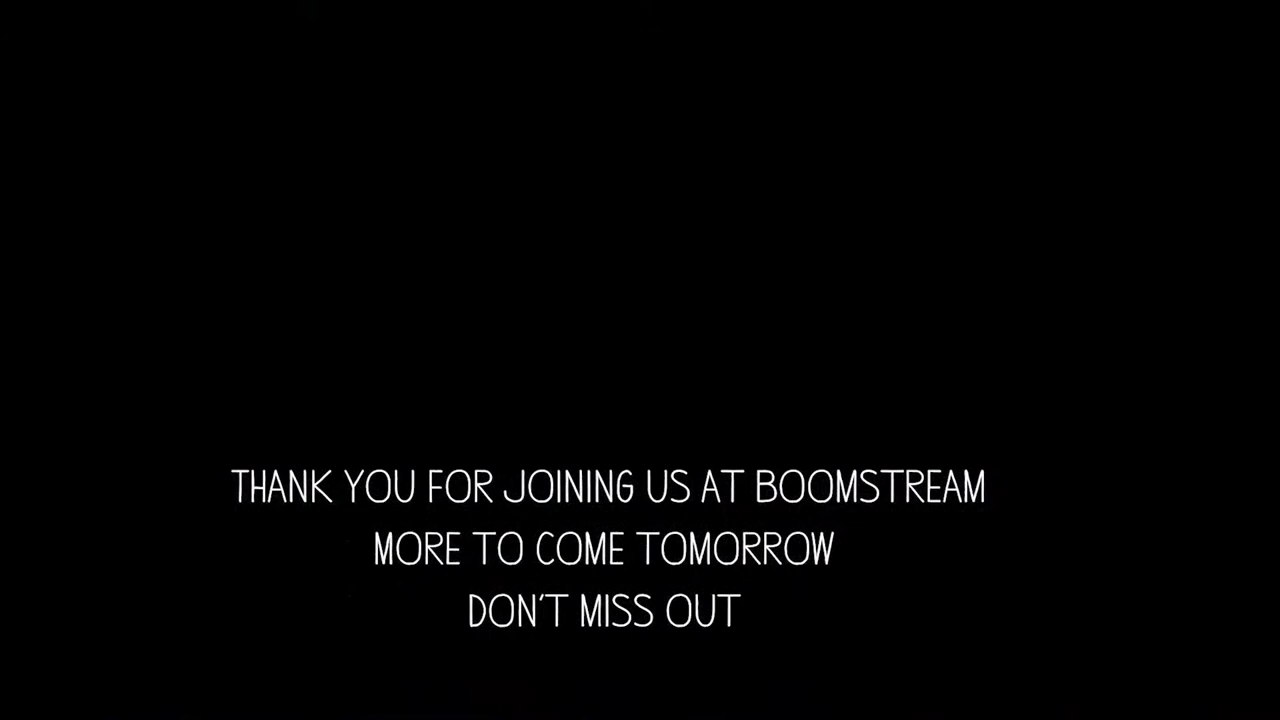 THANK YOU FOR JOINING US AT BOOMSTREAM
MORE TO COME TOMORROW
DON'T MISS OUT